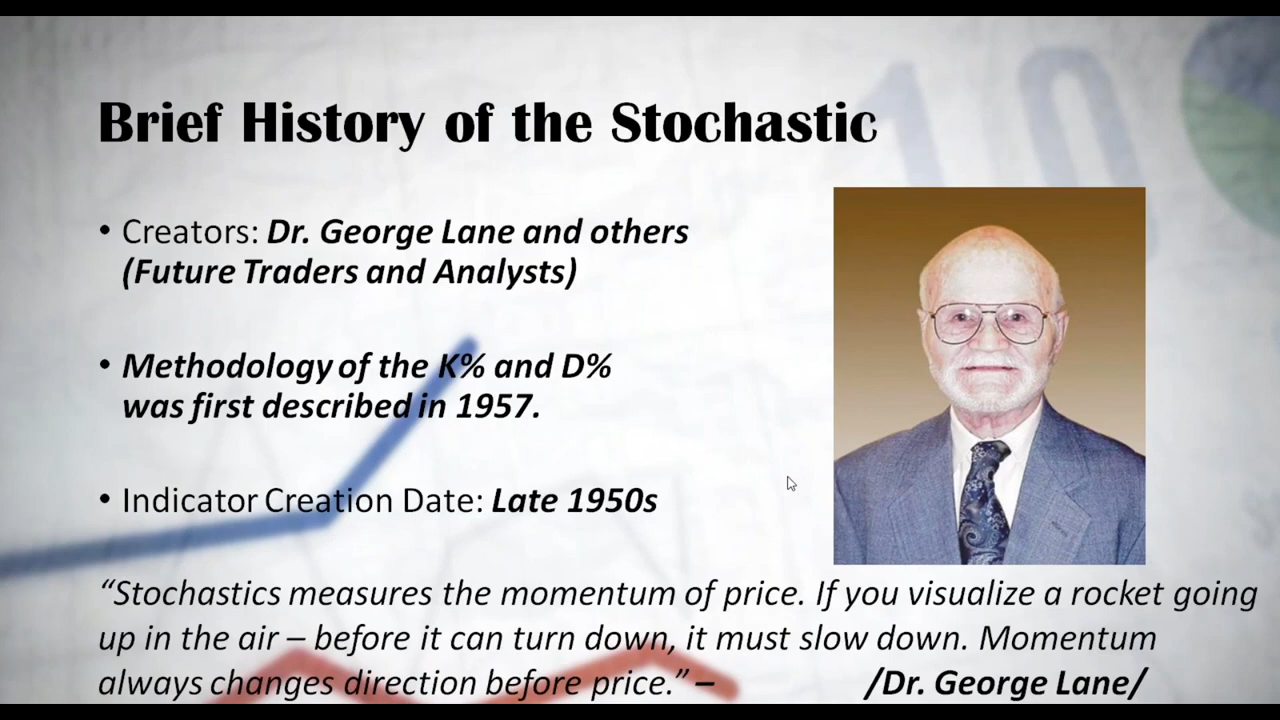 Brief History of the Stochastic
• Creators: Dr. George Lane and others
(Future Traders and Analysts)
• Methodology of the K% and D%
was first described in 1957.
• Indicator Creation Date: Late 1950s
“Stochastics measures the momentum of price. If you visualize a rocket going
up in the air – before it can turn down, it must slow down. Momentum
always changes direction before price.” – /Dr. George Lane/
10